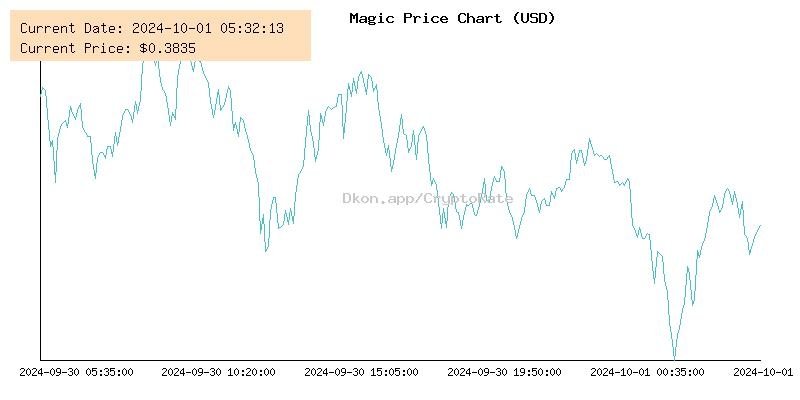 Magic Price Chart (USD)
Current Date: 2024-10-01 05:32:13
Current Price: $0.3835
Dkon.app/CryptoRate
2024-09-30 05:35:00
2024-09-30 10:20:00
2024-09-30 15:05:00
2024-09-30 19:50:00
2024-10-01 00:35:00
2024-10-01